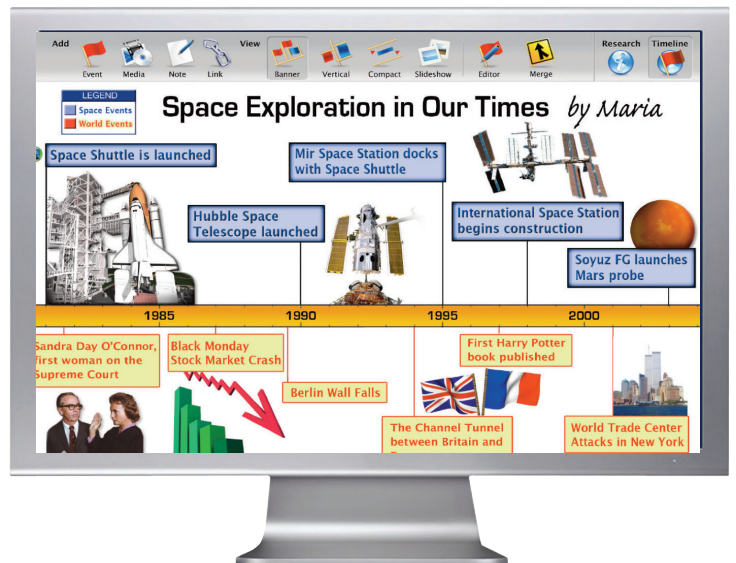 Add
View
Research
Timeline
Event
Media
Note
Link
Banner
Vertical
Compact
Slideshow
Editor
Merge
LEGEND
Space Events
World Events
Space Exploration in Our Times by Maria
Space Shuttle is launched
Mir Space Station docks
with Space Shuttle
Hubble Space
Telescope launched
International Space Station
begins construction
Soyuz FG launches
Mars probe
1985
1990
1995
2000
Sandra Day O'Connor,
first woman on the
Supreme Court
Black Monday
Stock Market Crash
Berlin Wall Falls
First Harry Potter
book published
The Channel Tunnel
between Britain and
World Trade Center
Attacks in New York